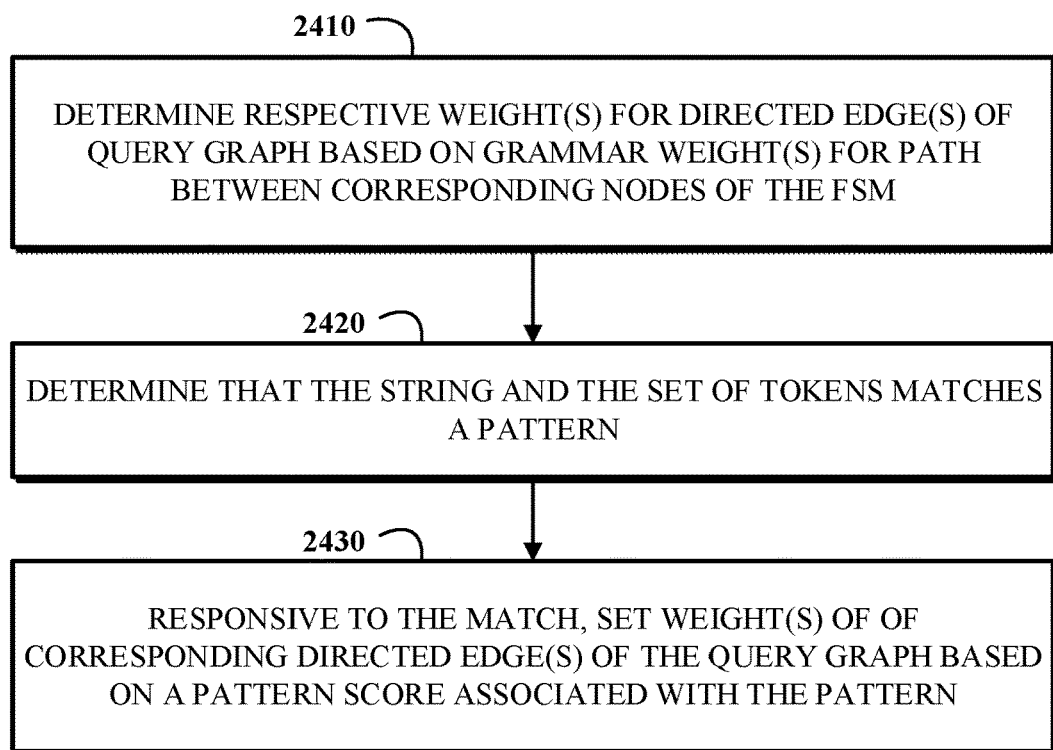 2410
DETERMINE RESPECTIVE WEIGHT(S) FOR DIRECTED EDGE(S) OF
QUERY GRAPH BASED ON GRAMMAR WEIGHT(S) FOR PATH
BETWEEN CORRESPONDING NODES OF THE FSM
2420
DETERMINE THAT THE STRING AND THE SET OF TOKENS MATCHES
A PATTERN
2430
RESPONSIVE TO THE MATCH, SET WEIGHT(S) OF OF
CORRESPONDING DIRECTED EDGE(S) OF THE QUERY GRAPH BASED
ON A PATTERN SCORE ASSOCIATED WITH THE PATTERN